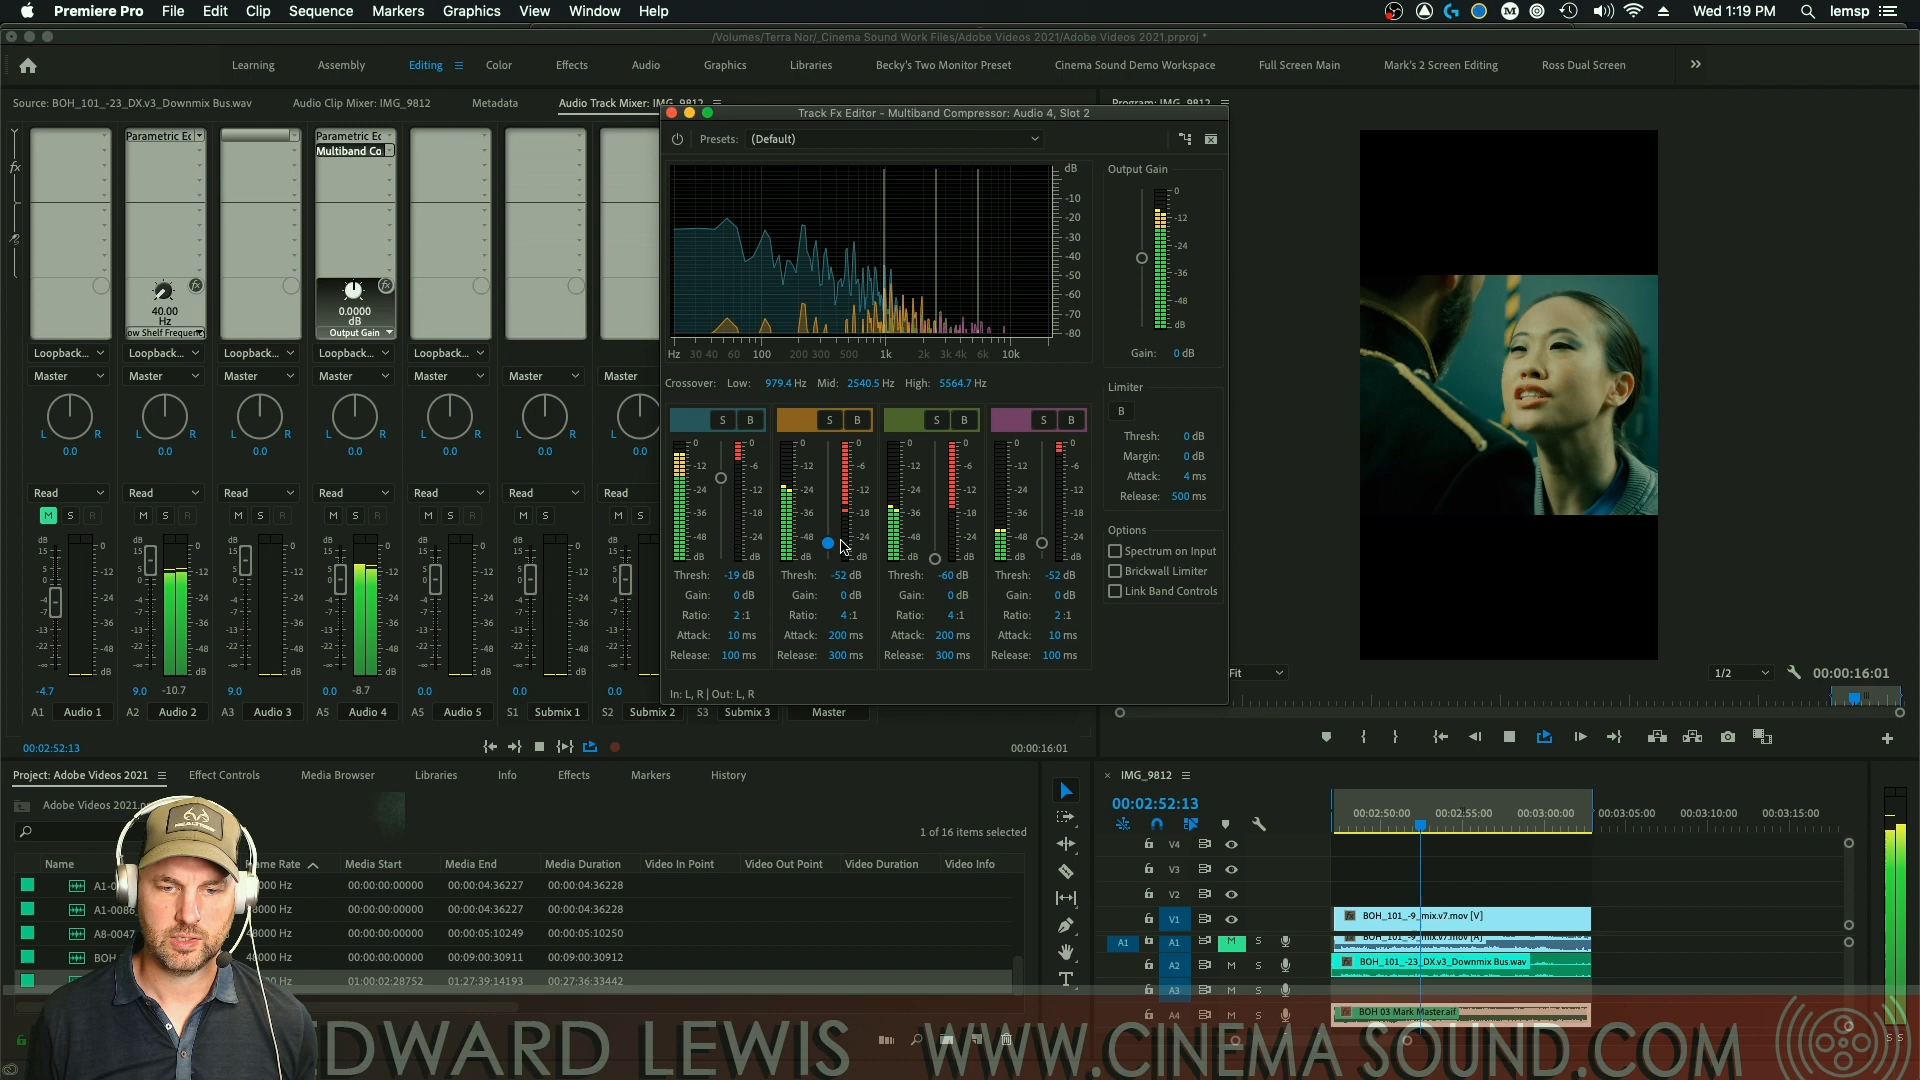 Premiere Pro File Edit Clip Sequence Markers Graphics View Window Help Wed 1:19 PM lemsp
/Volumes/Terra Nor/_Cinema Sound Work Files/Adobe Videos 2021/Adobe Videos 2021.prproj *
Learning Assembly Editing Color Effects Audio Graphics Libraries Becky's Two Monitor Preset Cinema Sound Demo Workspace Full Screen Main Mark's 2 Screen Editing Ross Dual Screen
Source: BOH_101_-23_DX.v3_Downmix Bus.wav Audio Clip Mixer: IMG_9812 Metadata Audio Track Mixer: IMG_9812 Program: IMG_9812
Track Fx Editor - Multiband Compressor: Audio 4, Slot 2
Presets: (Default)
Parametric Ec Parametric Ec
Multiband Co
Output Gain
dB
-10
-20
-30
-40
-50
-60
-70
-80
0
-12
-24
-36
-48
dB
Hz 30 40 60 100 200 300 500 1k 2k 3k 4k 6k 10k
Gain: 0 dB
Crossover: Low: 979.4 Hz Mid: 2540.5 Hz High: 5564.7 Hz
40.00 Hz
ow Shelf Frequen
0.0000 dB
Output Gain
Loopback... Loopback... Loopback... Loopback... Loopback...
Master Master Master Master Master Master Master
L R L R L R L R L R L R L
0.0 0.0 0.0 0.0 0.0 0.0 0.0
Read Read Read Read Read Read Read
M S R M S R M S R M S R M S R M S M S
S B S B S B S B
Thresh: -19 dB Thresh: -52 dB Thresh: -60 dB Thresh: -52 dB
Gain: 0 dB Gain: 0 dB Gain: 0 dB Gain: 0 dB
Ratio: 2 :1 Ratio: 4 :1 Ratio: 4 :1 Ratio: 2 :1
Attack: 10 ms Attack: 200 ms Attack: 200 ms Attack: 10 ms
Release: 100 ms Release: 300 ms Release: 300 ms Release: 100 ms
In: L, R | Out: L, R
Limiter
B
Thresh: 0 dB
Margin: 0 dB
Attack: 4 ms
Release: 500 ms
Options
Spectrum on Input
Brickwall Limiter
Link Band Controls
-4.7 9.0 -10.7 9.0 0.0 -8.7 0.0 0.0 0.0
A1 Audio 1 A2 Audio 2 A3 Audio 3 A5 Audio 4 A5 Audio 5 S1 Submix 1 S2 Submix 2 S3 Submix 3 Master
00:02:52:13 00:00:16:01
Fit 1/2 00:00:16:01
Project: Adobe Videos 2021 Effect Controls Media Browser Libraries Info Effects Markers History
Adobe Videos 2021.pr
1 of 16 items selected
Name Frame Rate Media Start Media End Media Duration Video In Point Video Out Point Video Duration Video Info
00:00:00:00000 00:00:04:36227 00:00:04:36228
00:00:00:00000 00:00:04:36227 00:00:04:36228
A8-0047 48000 Hz 00:00:00:00000 00:00:05:10249 00:00:05:10250
BOH 48000 Hz 00:00:00:00000 00:09:00:30911 00:09:00:30912
01:00:02:28752 01:27:39:14193 00:27:36:33442
IMG_9812
00:02:52:13
00:02:50:00 00:02:55:00 00:03:00:00 00:03:05:00 00:03:10:00 00:03:15:00
V4
V3
V2
V1 BOH_101_-9_mix.v7.mov [V]
A1 A1 M S BOH_101_-9_mix.v7.mov [A]
A2 M S BOH_101_-23_DX.v3_Downmix Bus.wav
A3 M S
A4 M S BOH 03 Mark Master.aif
S S
EDWARD LEWIS WWW.CINEMA SOUND.COM